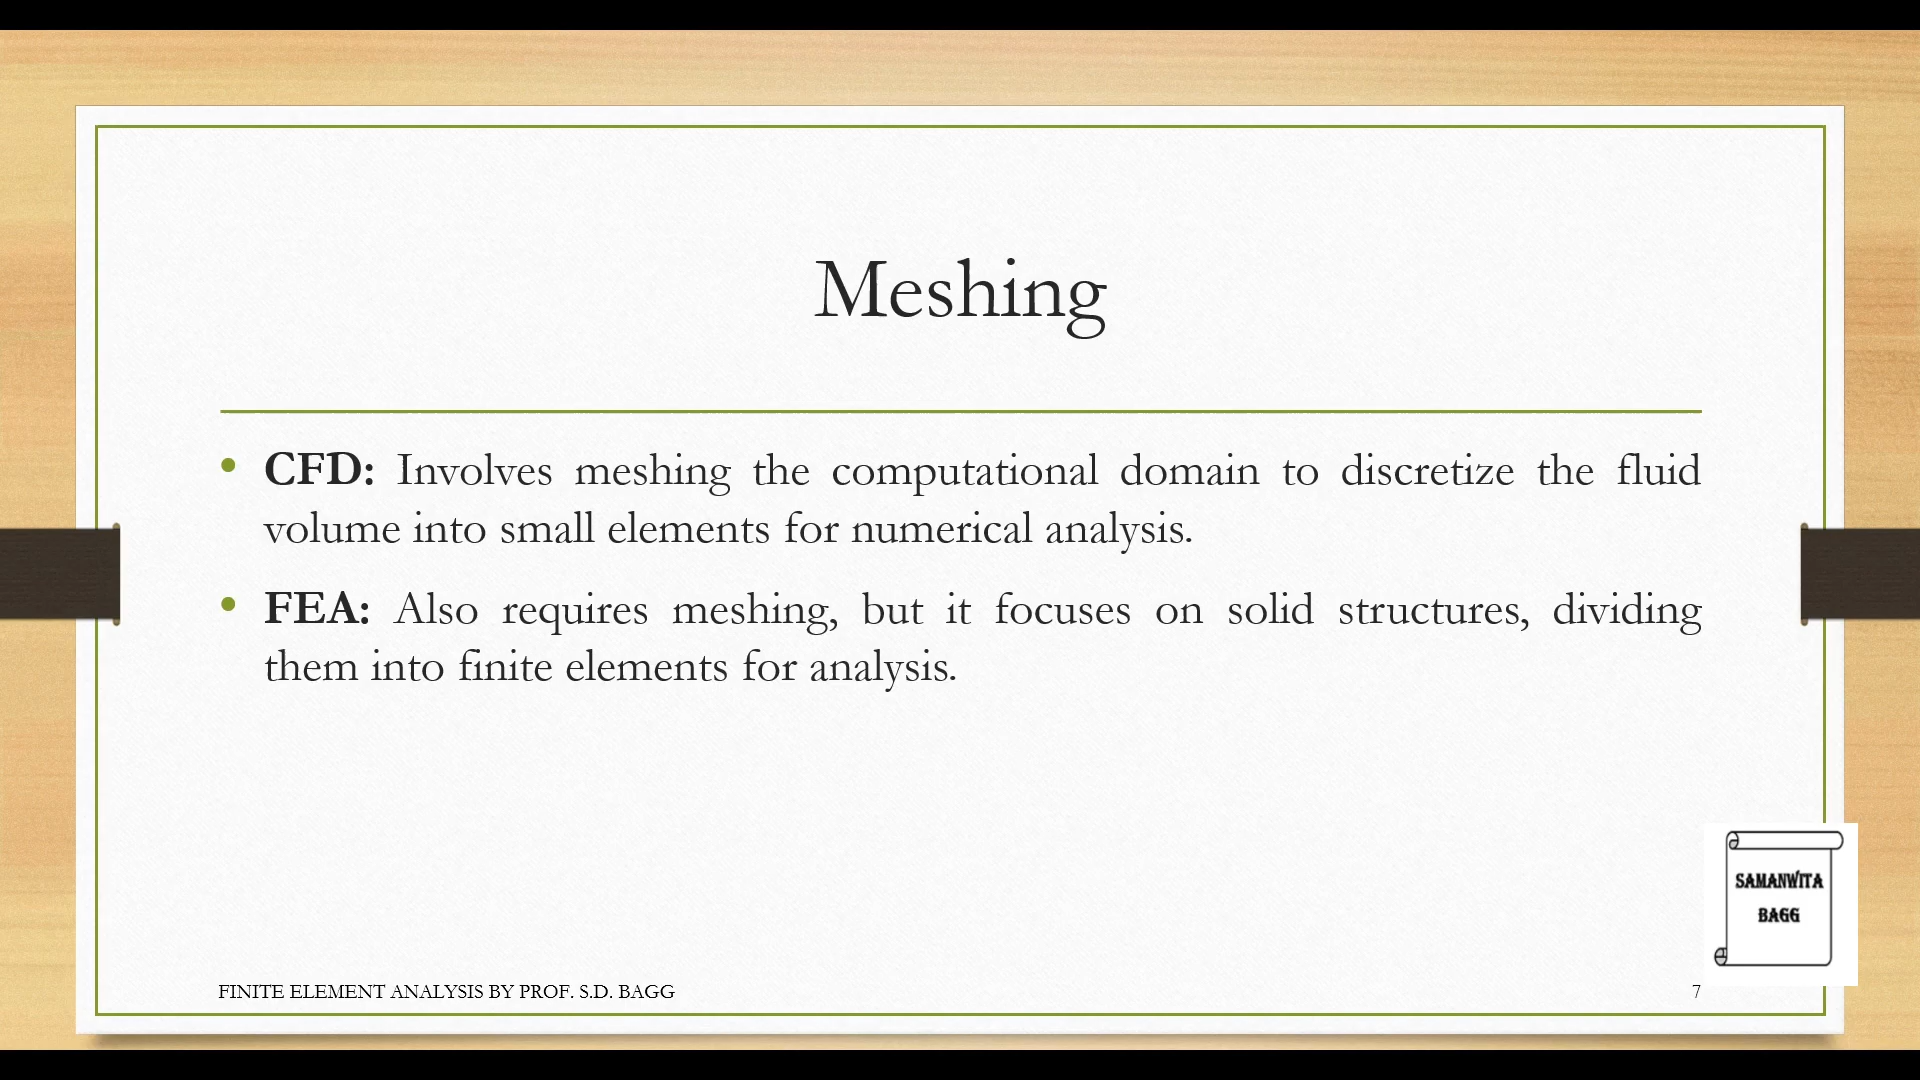 Meshing
• CFD: Involves meshing the computational domain to discretize the fluid
volume into small elements for numerical analysis.
• FEA: Also requires meshing, but it focuses on solid structures, dividing
them into finite elements for analysis.
SAMANWITA
BAGG
FINITE ELEMENT ANALYSIS BY PROF. S.D. BAGG
7